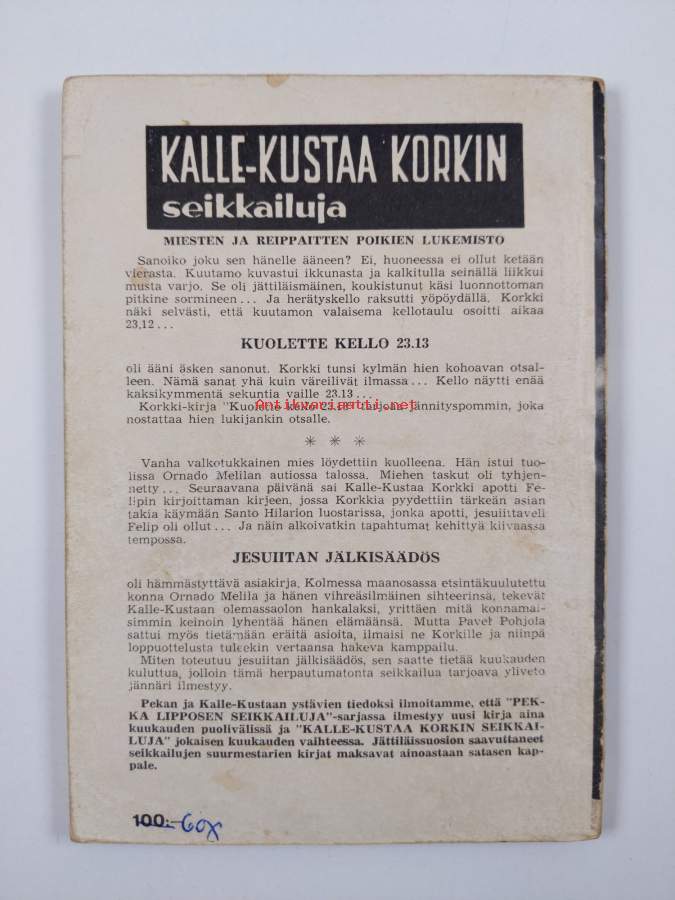 KALLE-KUSTAA KORKIN
seikkailuja
MIESTEN JA REIPPAITTEN POIKIEN LUKEMISTO
Sanoiko joku sen hänelle ääneen? Ei, huoneessa ei ollut ketään
vierasta. Kuutamo kuvastui ikkunasta ja kalkitulla seinällä liikkui
musta varjo. Se oli jättiläismäinen, koukistunut käsi luonnottoman
pitkine sormineen... Ja herätyskello raksutti yöpöydällä. Korkki
näki selvästi, että kuutamon valaisema kellotaulu osoitti aikaa
23,12...
KUOLETTE KELLO 23.13
oli ääni äsken sanonut. Korkki tunsi kylmän hien kohoavan otsal-
leen. Nämä sanat yhä kuin väreilivät ilmassa... Kello näytti enää
kaksikymmentä sekuntia vaille 23.13...
Korkki-kirja "Kuolette kello 23.13" tarjoaa jännityspommin, joka
nostattaa hien lukijankin otsalle.
Antikvariaatti.net
* * *
Vanha valkotukkainen mies löydettiin kuolleena. Hän istui tuo-
lissa Ornado Melilan autiossa talossa. Miehen taskut oli tyhjen-
netty... Seuraavana päivänä sai Kalle-Kustaa Korkki apotti Fe-
lipin kirjoittaman kirjeen, jossa Korkkia pyydettiin tärkeän asian
takia käymään Santo Hilarion luostarissa, jonka apotti, jesuiittaveli
Felip oli ollut... Ja näin alkoivatkin tapahtumat kehittyä kiivaassa
tempossa.
JESUIITAN JÄLKISÄÄDÖS
oli hämmästyttävä asiakirja. Kolmessa maanosassa etsintäkuulutettu
konna Ornado Melila ja hänen vihreäsilmäinen sihteerinsä, tekevät
Kalle-Kustaan olemassaolon hankalaksi, yrittäen mitä konnamai-
simmin keinoin lyhentää hänen elämäänsä. Mutta Pavel Pohjola
sattui myös tietämään eräitä asioita, ilmaisi ne Korkille ja niinpä
loppuottelusta tuleekin vertaansa hakeva kamppailu.
Miten toteutuu jesuiitan jälkisäädös, sen saatte tietää kuukauden
kuluttua, jolloin tämä herpautumatonta seikkailua tarjoava yliveto
jännäri ilmestyy.
Pekan ja Kalle-Kustaan ystävien tiedoksi ilmoitamme, että "PEK-
KA LIPPOSEN SEIKKAILUJA"-sarjassa ilmestyy uusi kirja aina
kuukauden puolivälissä ja "KALLE-KUSTAA KORKIN SEIKKAI-
LUJA" jokaisen kuukauden vaihteessa. Jättiläissuosion saavuttaneet
seikkailujen suurmestarien kirjat maksavat ainoastaan satasen kap-
pale.
100:— 60x